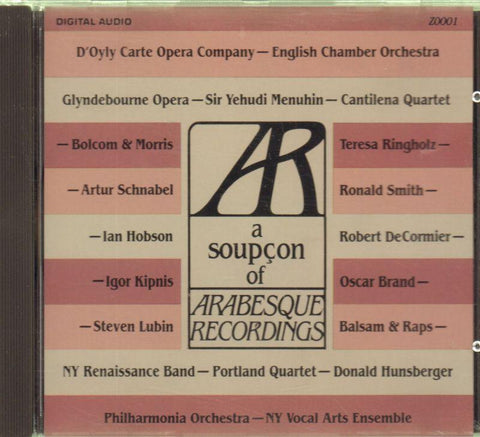 DIGITAL AUDIO Z0001
D'Oyly Carte Opera Company — English Chamber Orchestra
Glyndebourne Opera — Sir Yehudi Menuhin — Cantilena Quartet
— Bolcom & Morris
Teresa Ringholz —
— Artur Schnabel
Ronald Smith —
— Ian Hobson
Robert DeCormier —
— Igor Kipnis
Oscar Brand —
— Steven Lubin
Balsam & Raps —
AR
a
soupçon
of
ARABESQUE
RECORDINGS
NY Renaissance Band — Portland Quartet — Donald Hunsberger
Philharmonia Orchestra — NY Vocal Arts Ensemble